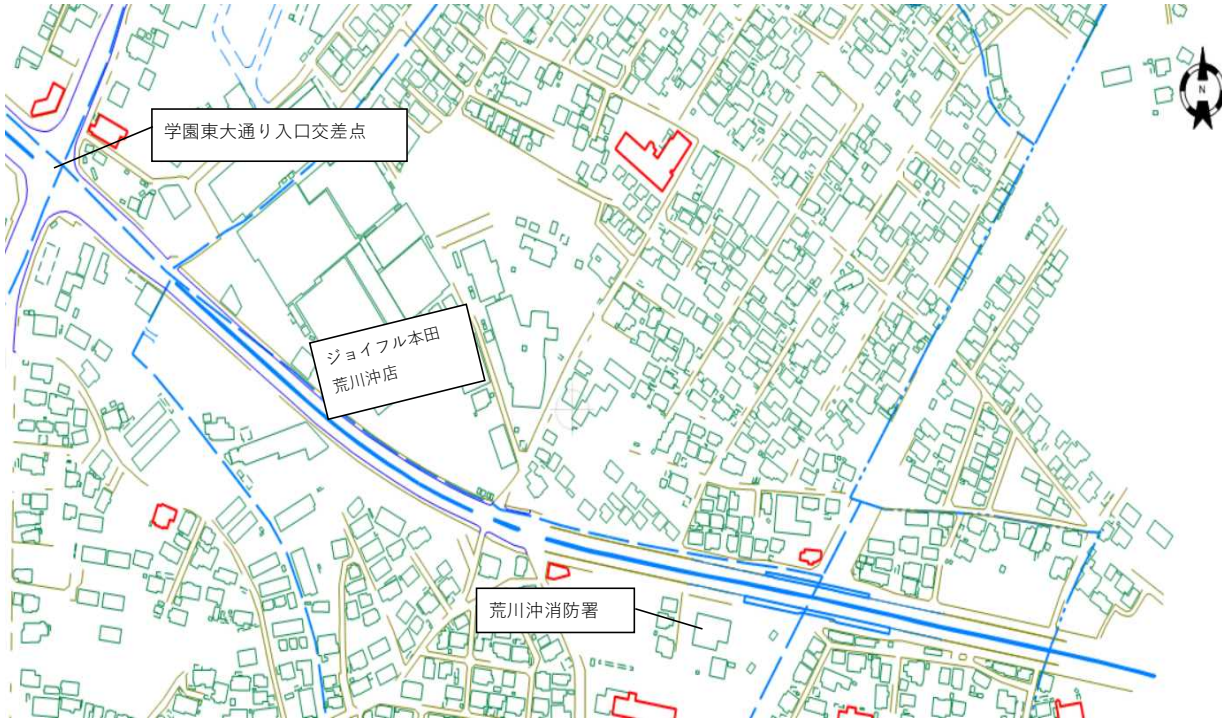 学園東大通り入口交差点
N
ジョイフル本田
荒川沖店
荒川沖消防署